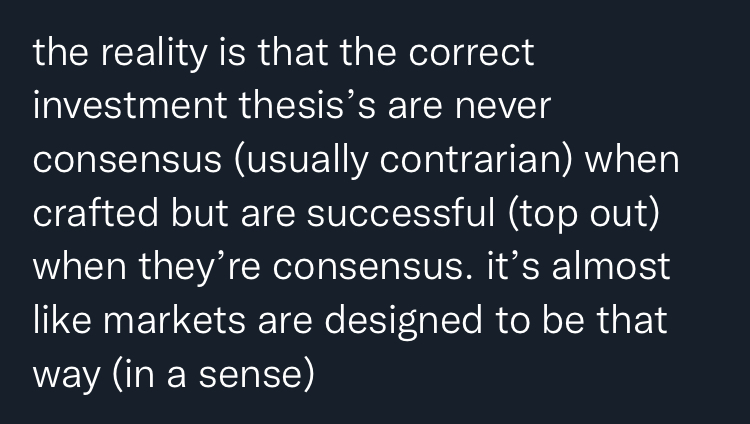 the reality is that the correct
investment thesis’s are never
consensus (usually contrarian) when
crafted but are successful (top out)
when they’re consensus. it’s almost
like markets are designed to be that
way (in a sense)